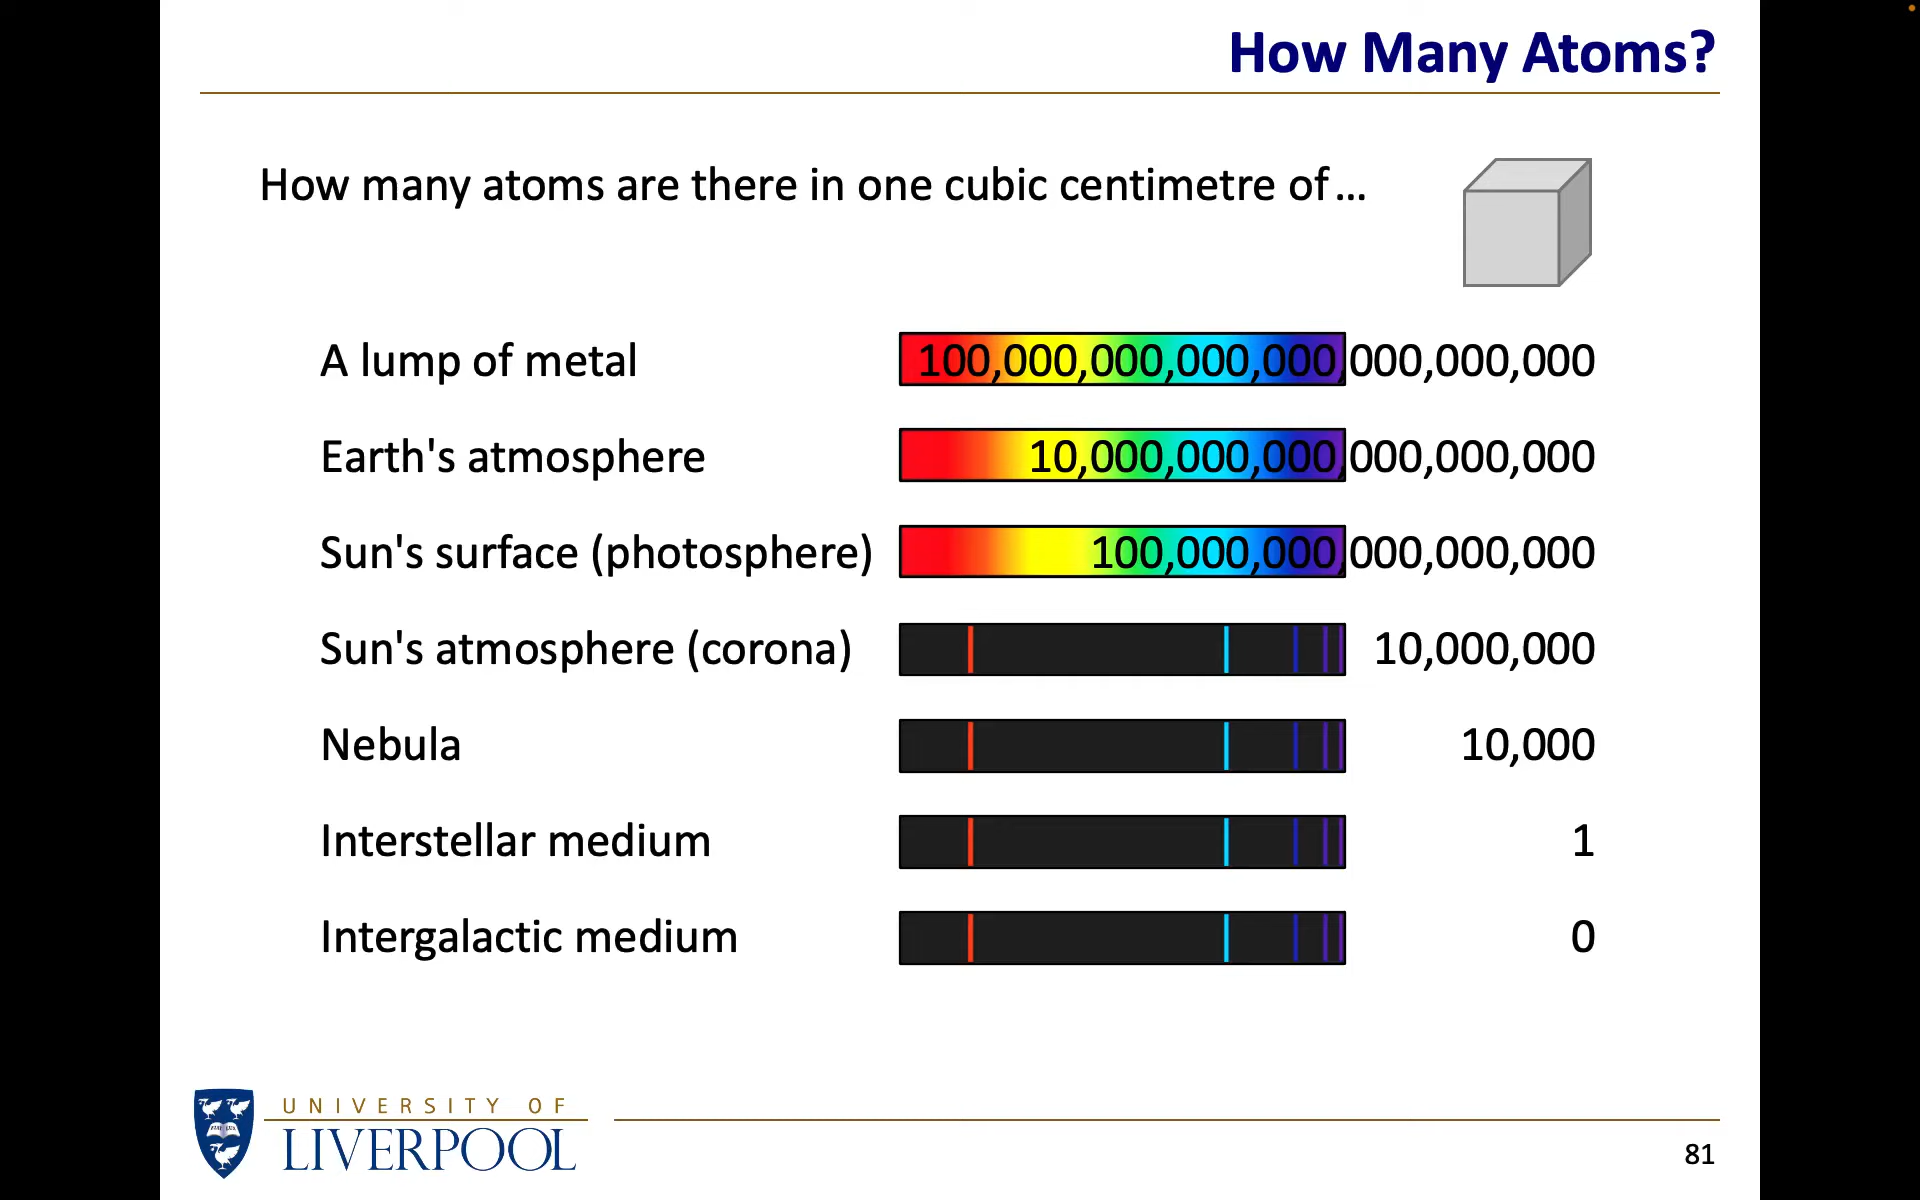 How Many Atoms?
How many atoms are there in one cubic centimetre of...
A lump of metal 100,000,000,000,000,000,000,000
Earth's atmosphere 10,000,000,000,000,000,000
Sun's surface (photosphere) 100,000,000,000,000,000
Sun's atmosphere (corona) 10,000,000
Nebula 10,000
Interstellar medium 1
Intergalactic medium 0
UNIVERSITY OF
LIVERPOOL
81